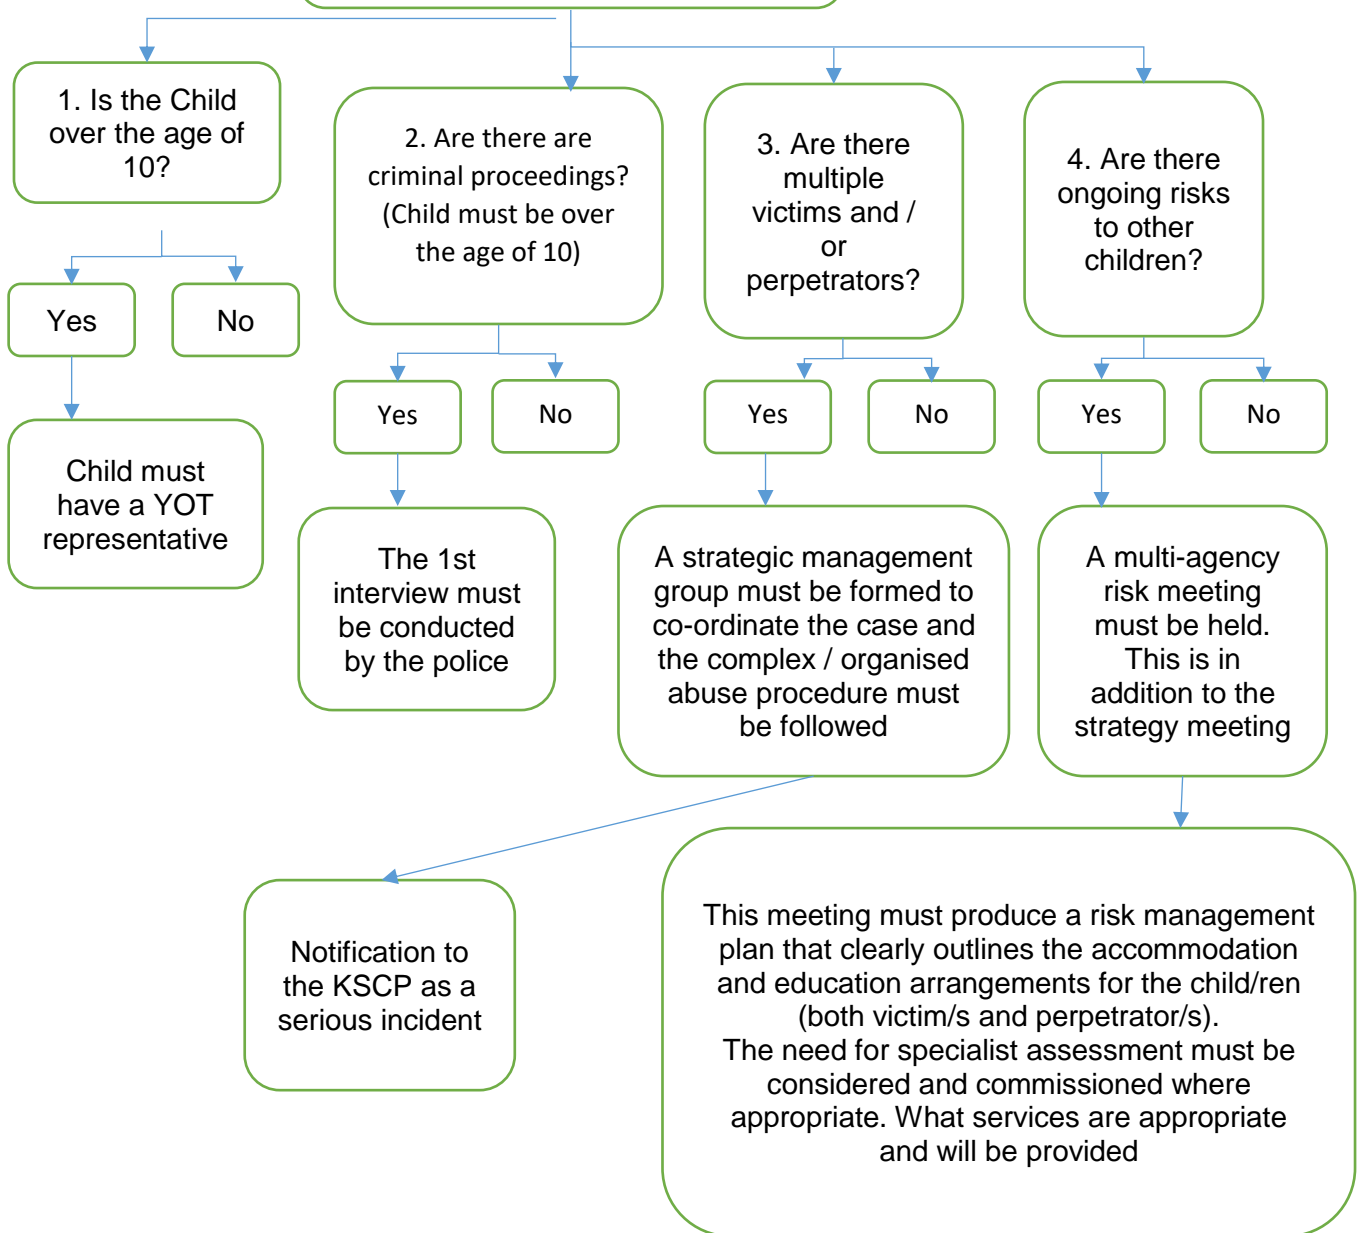 1. Is the Child
over the age of
10?
2. Are there are
criminal proceedings?
(Child must be over
the age of 10)
3. Are there
multiple
victims and /
or
perpetrators?
4. Are there
ongoing risks
to other
children?
Yes
No
Yes
No
Yes
No
Yes
No
Child must
have a YOT
representative
The 1st
interview must
be conducted
by the police
A strategic management
group must be formed to
co-ordinate the case and
the complex / organised
abuse procedure must
be followed
A multi-agency
risk meeting
must be held.
This is in
addition to the
strategy meeting
Notification to
the KSCP as a
serious incident
This meeting must produce a risk management
plan that clearly outlines the accommodation
and education arrangements for the child/ren
(both victim/s and perpetrator/s).
The need for specialist assessment must be
considered and commissioned where
appropriate. What services are appropriate
and will be provided